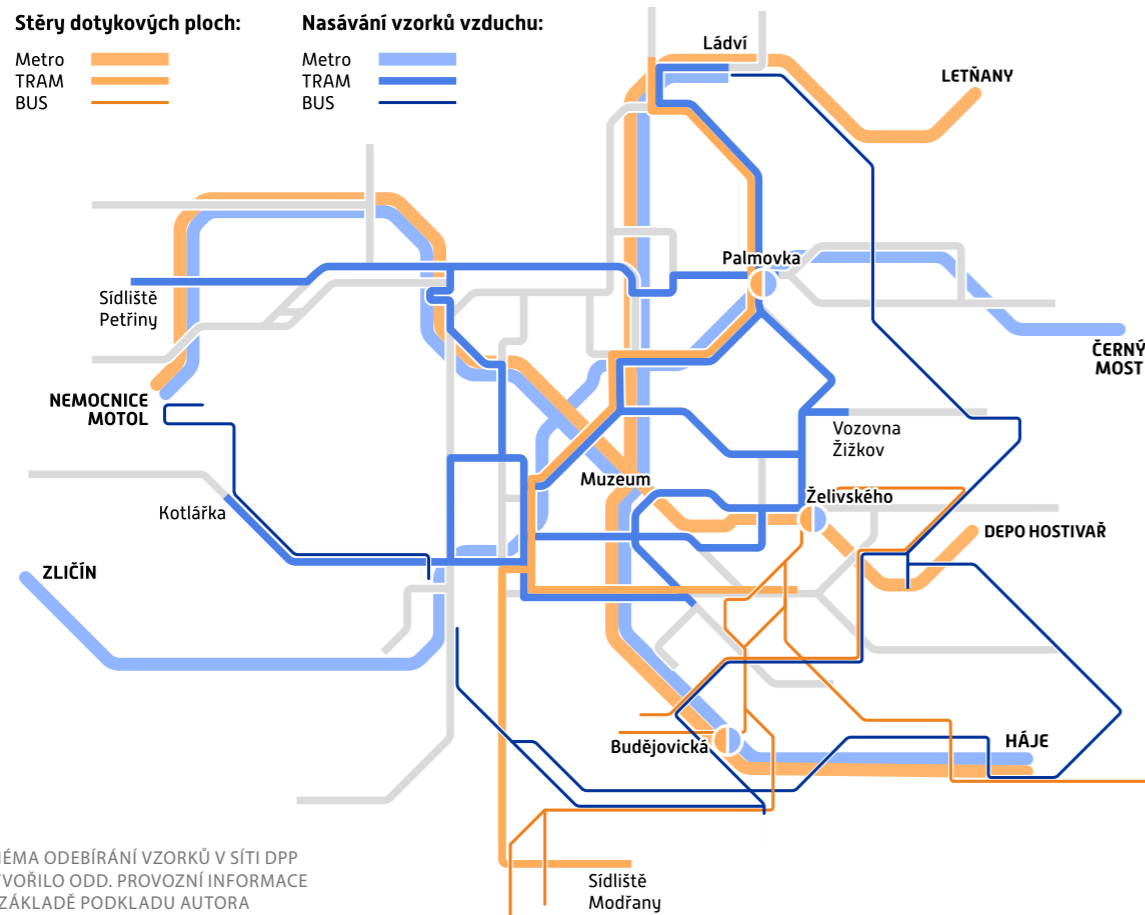 Stěry dotykových ploch:
Metro
TRAM
BUS
Nasávání vzorků vzduchu:
Metro
TRAM
BUS
Ládví
LETŇANY
Palmovka
Sídliště
Petřiny
ČERNÝ
MOST
NEMOCNICE
MOTOL
Vozovna
Žižkov
Muzeum
Želivského
Kotlářka
DEPO HOSTIVAŘ
ZLIČÍN
Budějovická
HÁJE
Sídliště
Modřany
ÉMA ODEBÍRÁNÍ VZORKŮ V SÍTI DPP
VOŘILO ODD. PROVOZNÍ INFORMACE
ZÁKLADĚ PODKLADU AUTORA